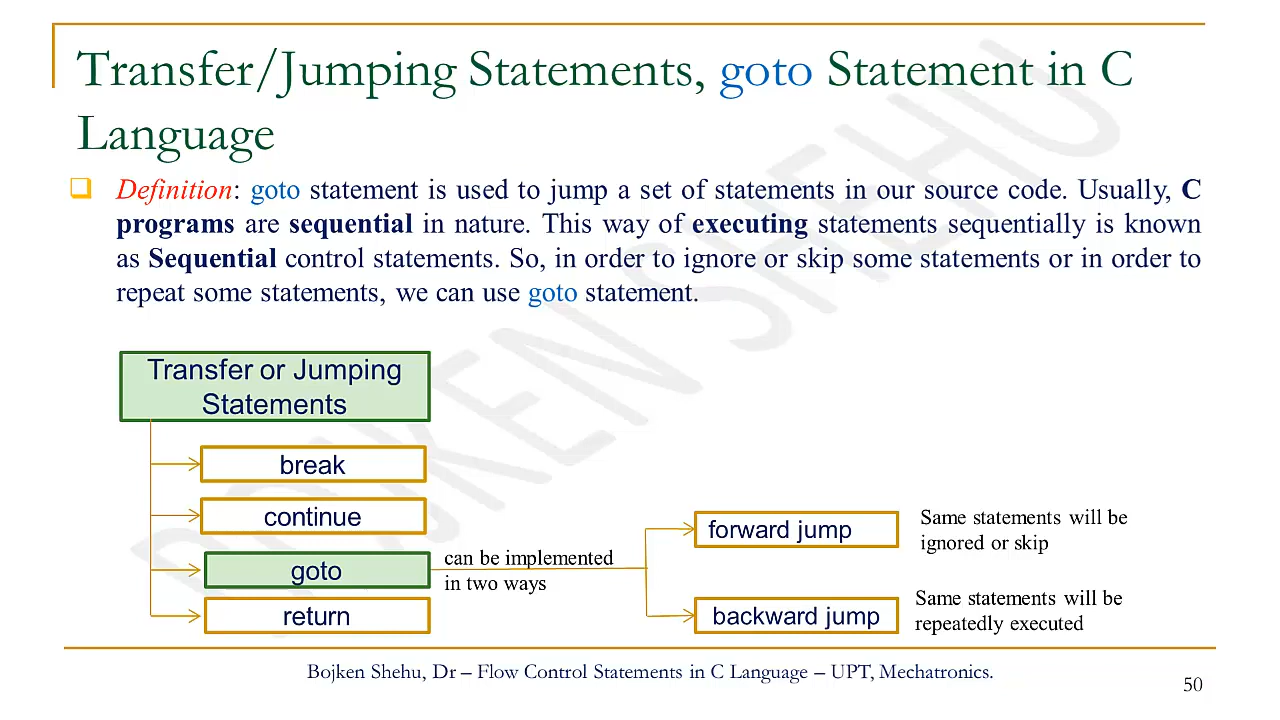 Transfer/Jumping Statements, goto Statement in C
Language
Definition: goto statement is used to jump a set of statements in our source code. Usually, C
programs are sequential in nature. This way of executing statements sequentially is known
as Sequential control statements. So, in order to ignore or skip some statements or in order to
repeat some statements, we can use goto statement.
Transfer or Jumping
Statements
break
continue
goto
return
can be implemented
in two ways
forward jump
Same statements will be
ignored or skip
backward jump
Same statements will be
repeatedly executed
BOJKEN SHEHU
Bojken Shehu, Dr – Flow Control Statements in C Language – UPT, Mechatronics.
50